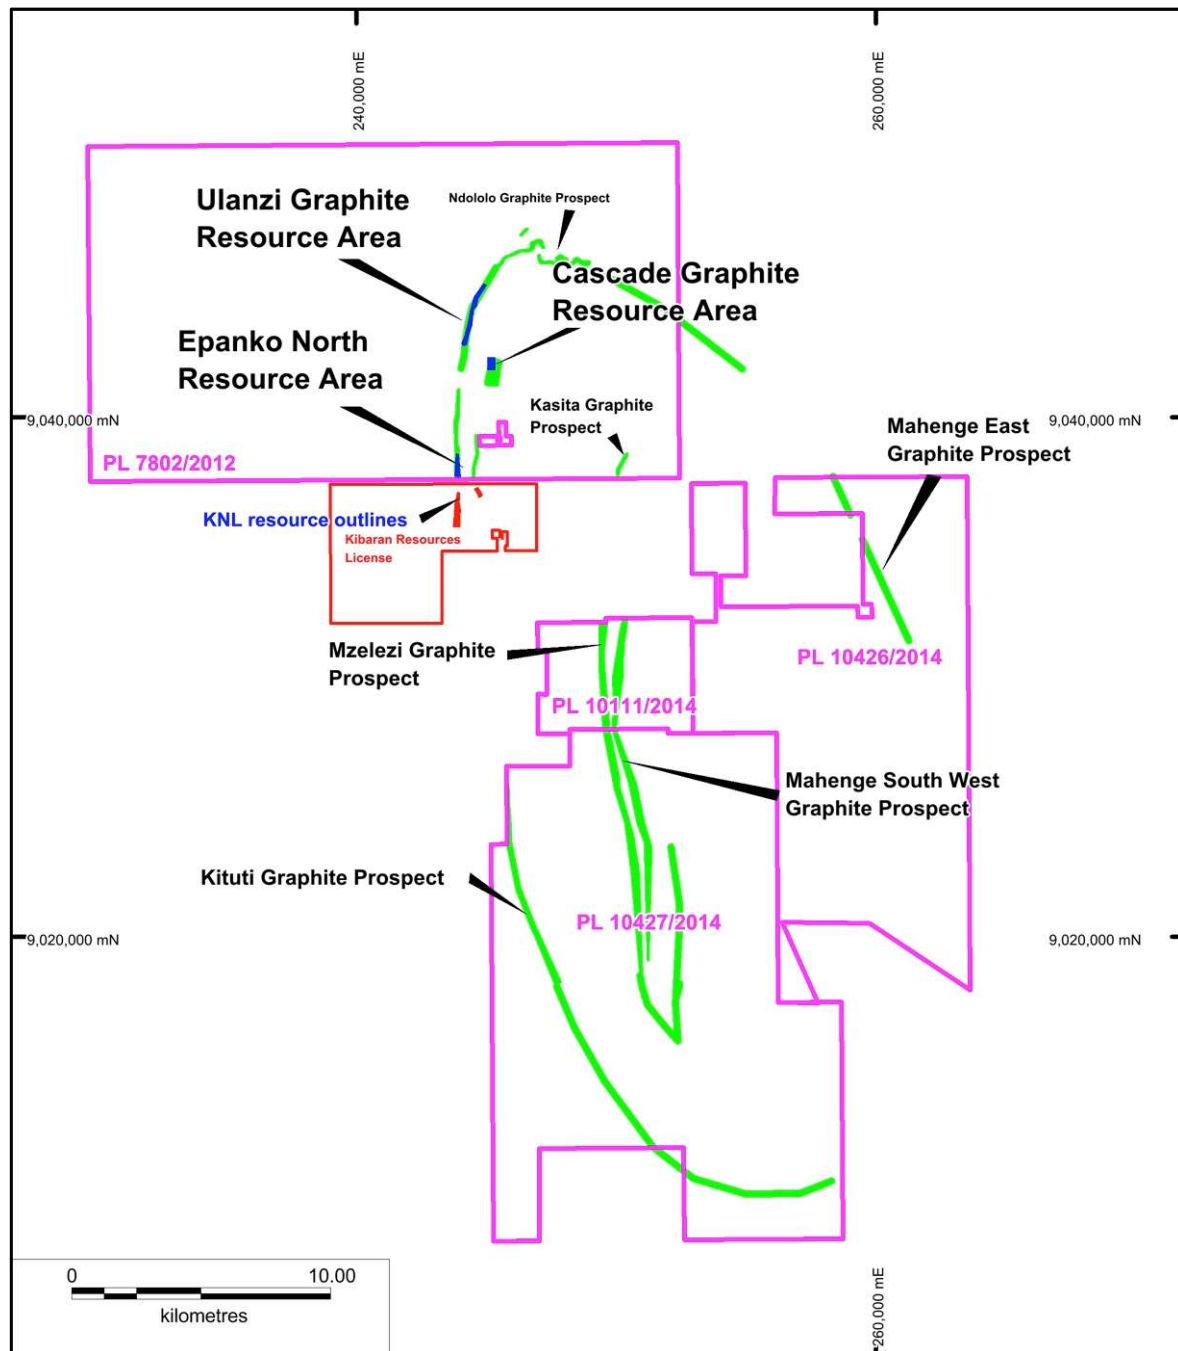 240,000 mE
260,000 mE
Ulanzi Graphite
Resource Area
Ndololo Graphite Prospect
Cascade Graphite
Resource Area
Epanko North
Resource Area
Kasita Graphite
Prospect
9,040,000 mN
9,040,000 mN
Mahenge East
Graphite Prospect
PL 7802/2012
KNL resource outlines
Kibaran Resources
License
Mzelezi Graphite
Prospect
PL 10426/2014
PL 10111/2014
Mahenge South West
Graphite Prospect
Kituti Graphite Prospect
PL 10427/2014
9,020,000 mN
9,020,000 mN
0
10.00
kilometres
260,000 mE